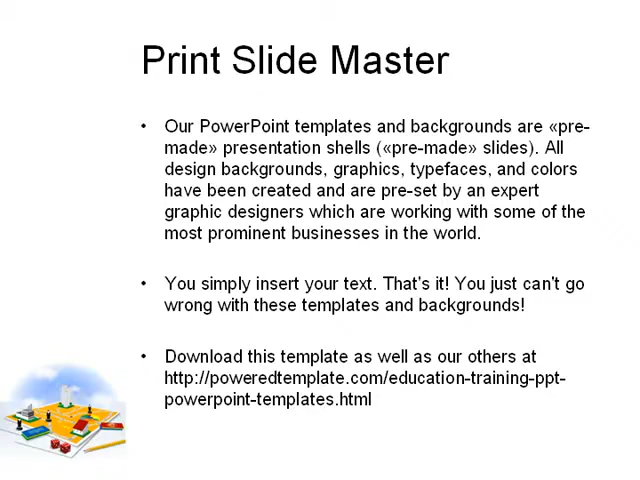 Print Slide Master
• Our PowerPoint templates and backgrounds are «pre-
made» presentation shells («pre-made» slides). All
design backgrounds, graphics, typefaces, and colors
have been created and are pre-set by an expert
graphic designers which are working with some of the
most prominent businesses in the world.
• You simply insert your text. That's it! You just can't go
wrong with these templates and backgrounds!
• Download this template as well as our others at
http://poweredtemplate.com/education-training-ppt-
powerpoint-templates.html